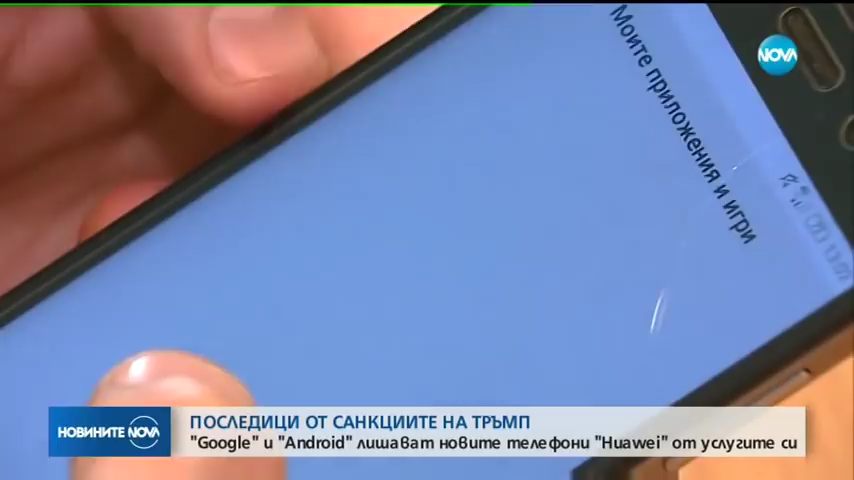 Моите приложения и игри
NOVA
НОВИНИТЕ NOVA
ПОСЛЕДИЦИ ОТ САНКЦИИТЕ НА ТРЪМП
"Google" и "Android" лишават новите телефони "Huawei" от услугите си